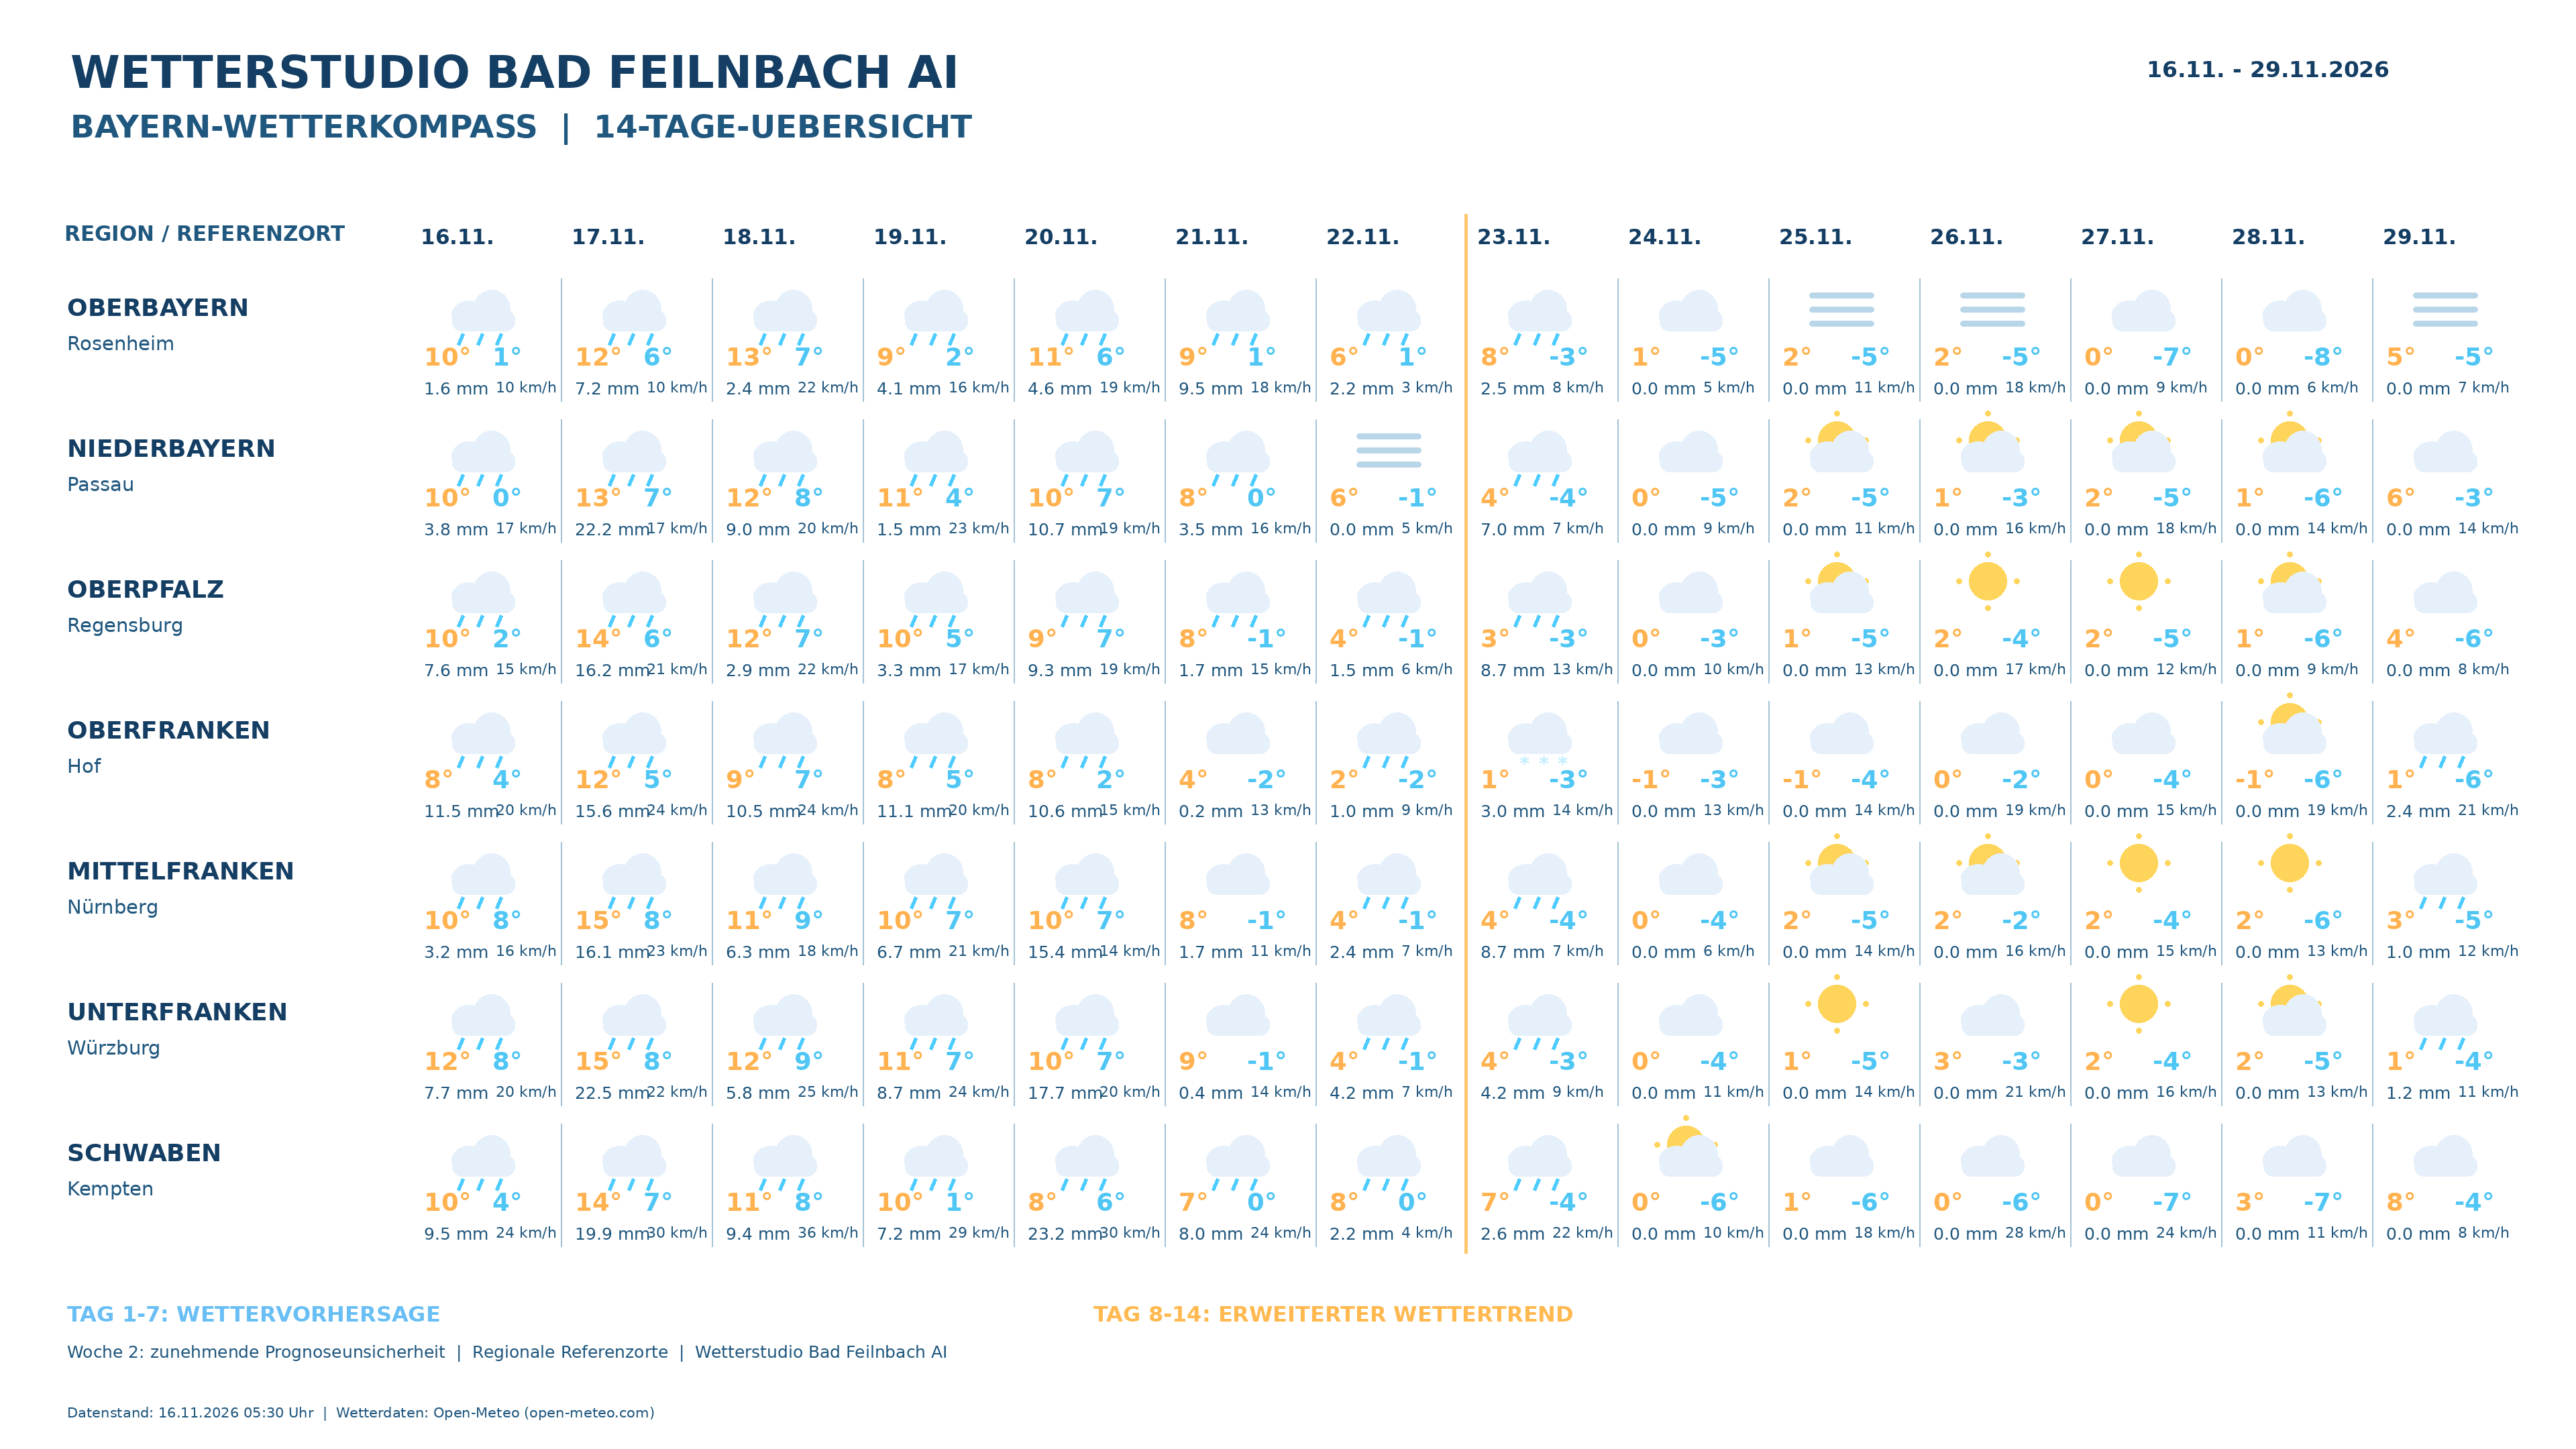 WETTERSTUDIO BAD FEILNBACH AI
16.11. - 29.11.2026
BAYERN-WETTERKOMPASS | 14-TAGE-UEBERSICHT
REGION / REFERENZORT 16.11. 17.11. 18.11. 19.11. 20.11. 21.11. 22.11. 23.11. 24.11. 25.11. 26.11. 27.11. 28.11. 29.11.
OBERBAYERN
Rosenheim
10° 1° 12° 6° 13° 7° 9° 2° 11° 6° 9° 1° 6° 1° 8° -3° 1° -5° 2° -5° 2° -5° 0° -7° 0° -8° 5° -5°
1.6 mm 10 km/h 7.2 mm 10 km/h 2.4 mm 22 km/h 4.1 mm 16 km/h 4.6 mm 19 km/h 9.5 mm 18 km/h 2.2 mm 3 km/h 2.5 mm 8 km/h 0.0 mm 5 km/h 0.0 mm 11 km/h 0.0 mm 18 km/h 0.0 mm 9 km/h 0.0 mm 6 km/h 0.0 mm 7 km/h
NIEDERBAYERN
Passau
10° 0° 13° 7° 12° 8° 11° 4° 10° 7° 8° 0° 6° -1° 4° -4° 0° -5° 2° -5° 1° -3° 2° -5° 1° -6° 6° -3°
3.8 mm 17 km/h 22.2 mm 17 km/h 9.0 mm 20 km/h 1.5 mm 23 km/h 10.7 mm 19 km/h 3.5 mm 16 km/h 0.0 mm 5 km/h 7.0 mm 7 km/h 0.0 mm 9 km/h 0.0 mm 11 km/h 0.0 mm 16 km/h 0.0 mm 18 km/h 0.0 mm 14 km/h 0.0 mm 14 km/h
OBERPFALZ
Regensburg
10° 2° 14° 6° 12° 7° 10° 5° 9° 7° 8° -1° 4° -1° 3° -3° 0° -3° 1° -5° 2° -4° 2° -5° 1° -6° 4° -6°
7.6 mm 15 km/h 16.2 mm 21 km/h 2.9 mm 22 km/h 3.3 mm 17 km/h 9.3 mm 19 km/h 1.7 mm 15 km/h 1.5 mm 6 km/h 8.7 mm 13 km/h 0.0 mm 10 km/h 0.0 mm 13 km/h 0.0 mm 17 km/h 0.0 mm 12 km/h 0.0 mm 9 km/h 0.0 mm 8 km/h
OBERFRANKEN
Hof
8° 4° 12° 5° 9° 7° 8° 5° 8° 2° 4° -2° 2° -2° 1° -3° -1° -3° -1° -4° 0° -2° 0° -4° -1° -6° 1° -6°
11.5 mm 20 km/h 15.6 mm 24 km/h 10.5 mm 24 km/h 11.1 mm 20 km/h 10.6 mm 15 km/h 0.2 mm 13 km/h 1.0 mm 9 km/h 3.0 mm 14 km/h 0.0 mm 13 km/h 0.0 mm 14 km/h 0.0 mm 19 km/h 0.0 mm 15 km/h 0.0 mm 19 km/h 2.4 mm 21 km/h
MITTELFRANKEN
Nürnberg
10° 8° 15° 8° 11° 9° 10° 7° 10° 7° 8° -1° 4° -1° 4° -4° 0° -4° 2° -5° 2° -2° 2° -4° 2° -6° 3° -5°
3.2 mm 16 km/h 16.1 mm 23 km/h 6.3 mm 18 km/h 6.7 mm 21 km/h 15.4 mm 14 km/h 1.7 mm 11 km/h 2.4 mm 7 km/h 8.7 mm 7 km/h 0.0 mm 6 km/h 0.0 mm 14 km/h 0.0 mm 16 km/h 0.0 mm 15 km/h 0.0 mm 13 km/h 1.0 mm 12 km/h
UNTERFRANKEN
Würzburg
12° 8° 15° 8° 12° 9° 11° 7° 10° 7° 9° -1° 4° -1° 4° -3° 0° -4° 1° -5° 3° -3° 2° -4° 2° -5° 1° -4°
7.7 mm 20 km/h 22.5 mm 22 km/h 5.8 mm 25 km/h 8.7 mm 24 km/h 17.7 mm 20 km/h 0.4 mm 14 km/h 4.2 mm 7 km/h 4.2 mm 9 km/h 0.0 mm 11 km/h 0.0 mm 14 km/h 0.0 mm 21 km/h 0.0 mm 16 km/h 0.0 mm 13 km/h 1.2 mm 11 km/h
SCHWABEN
Kempten
10° 4° 14° 7° 11° 8° 10° 1° 8° 6° 7° 0° 8° 0° 7° -4° 0° -6° 1° -6° 0° -6° 0° -7° 3° -7° 8° -4°
9.5 mm 24 km/h 19.9 mm 30 km/h 9.4 mm 36 km/h 7.2 mm 29 km/h 23.2 mm 30 km/h 8.0 mm 24 km/h 2.2 mm 4 km/h 2.6 mm 22 km/h 0.0 mm 10 km/h 0.0 mm 18 km/h 0.0 mm 28 km/h 0.0 mm 24 km/h 0.0 mm 11 km/h 0.0 mm 8 km/h
TAG 1-7: WETTERVORHERSAGE
TAG 8-14: ERWEITERTER WETTERTREND
Woche 2: zunehmende Prognoseunsicherheit | Regionale Referenzorte | Wetterstudio Bad Feilnbach AI
Datenstand: 16.11.2026 05:30 Uhr | Wetterdaten: Open-Meteo (open-meteo.com)